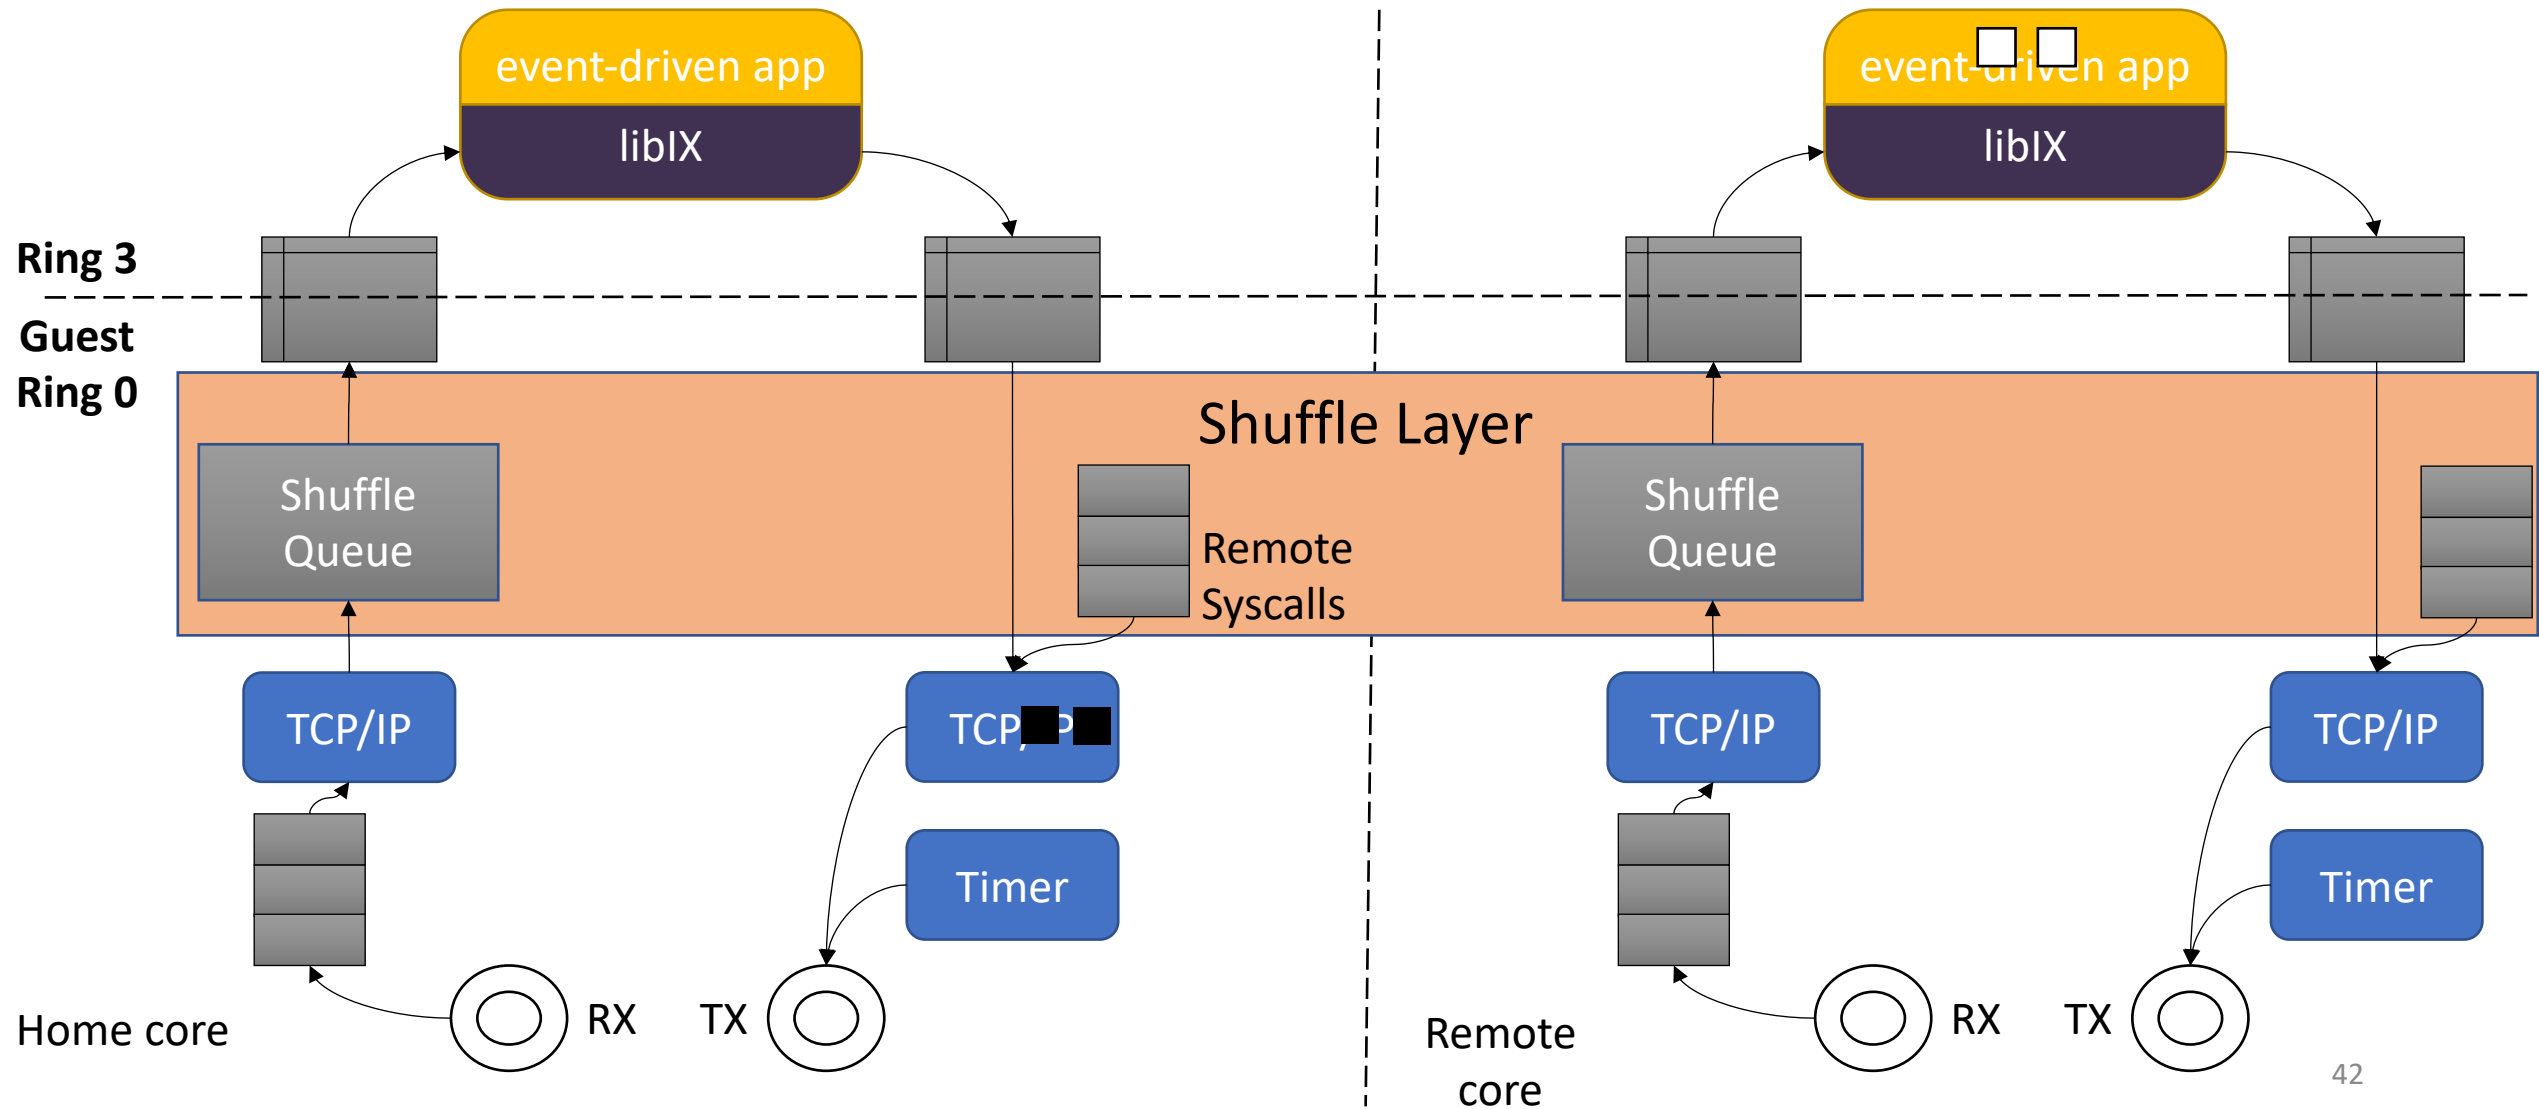 event-driven app
libIX
event-driven app
libIX
Ring 3
Guest
Ring 0
Shuffle Layer
Shuffle
Queue
Remote
Syscalls
Shuffle
Queue
TCP/IP
TCP/IP
TCP/IP
TCP/IP
Timer
Timer
Home core
RX
TX
Remote
core
RX
TX
42